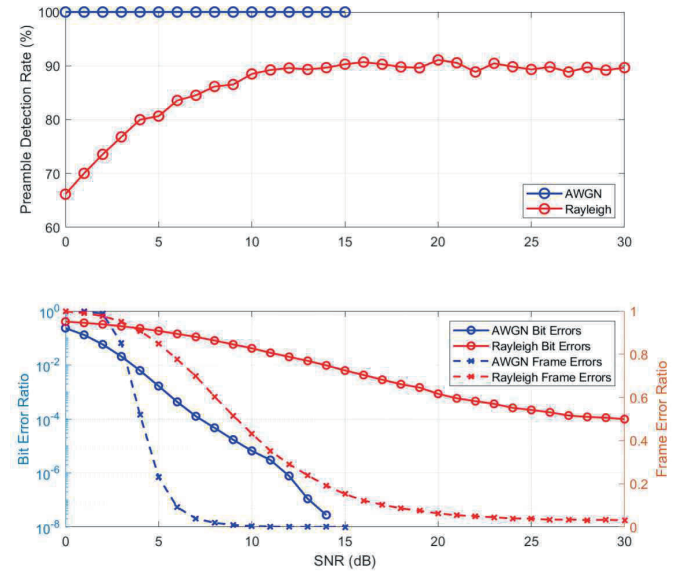 100
90
80
70
60
Preamble Detection Rate (%)
0 5 10 15 20 25 30
AWGN
Rayleigh
10^0
10^-2
10^-4
10^-6
10^-8
Bit Error Ratio
AWGN Bit Errors
Rayleigh Bit Errors
AWGN Frame Errors
Rayleigh Frame Errors
1
0.8
0.6
0.4
0.2
0
Frame Error Ratio
0 5 10 15 20 25 30
SNR (dB)